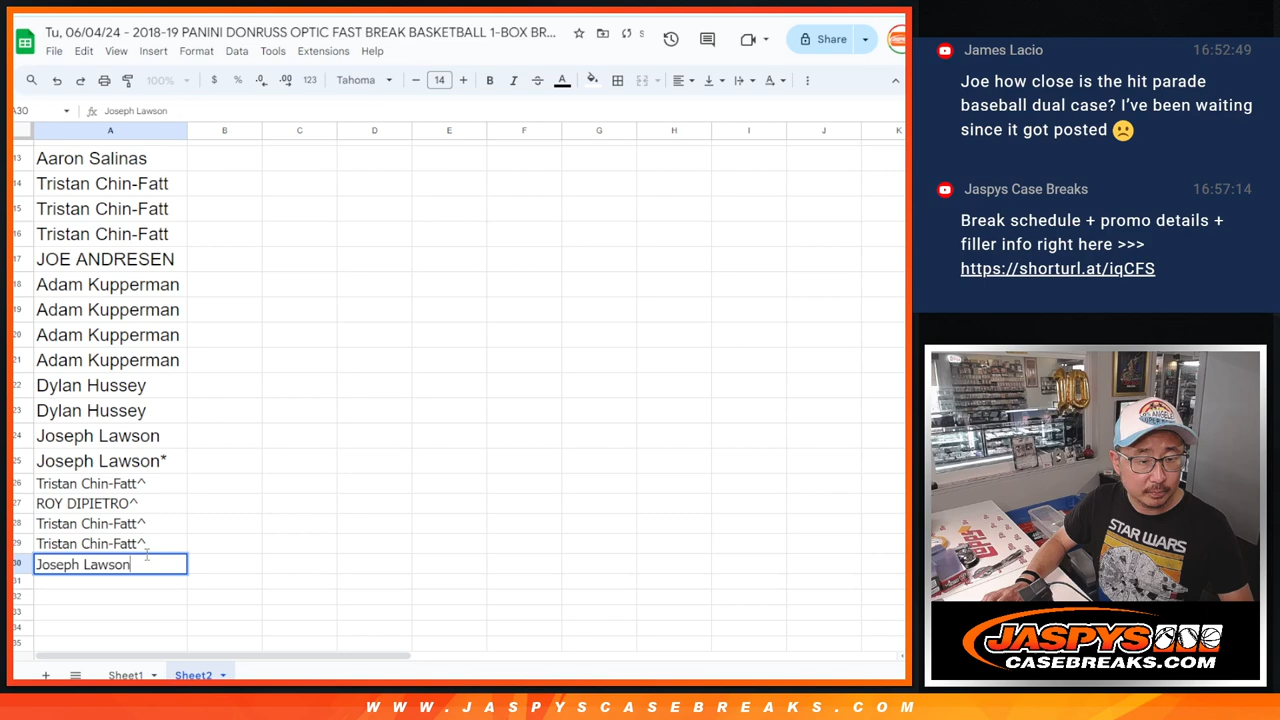 Tu, 06/04/24 - 2018-19 PANINI DONRUSS OPTIC FAST BREAK BASKETBALL 1-BOX BR...
File Edit View Insert Format Data Tools Extensions Help
Share
100% $ % .0 .00 123 Tahoma - 14 + B I A
A30 fx Joseph Lawson
A B C D E F G H I J K
13 Aaron Salinas
14 Tristan Chin-Fatt
15 Tristan Chin-Fatt
16 Tristan Chin-Fatt
17 JOE ANDRESEN
18 Adam Kupperman
19 Adam Kupperman
20 Adam Kupperman
21 Adam Kupperman
22 Dylan Hussey
23 Dylan Hussey
24 Joseph Lawson
25 Joseph Lawson*
26 Tristan Chin-Fatt^
27 ROY DIPIETRO^
28 Tristan Chin-Fatt^
29 Tristan Chin-Fatt^
30 Joseph Lawson
31
32
33
34
35
+ Sheet1 Sheet2
James Lacio 16:52:49
Joe how close is the hit parade
baseball dual case? I've been waiting
since it got posted
Jaspys Case Breaks 16:57:14
Break schedule + promo details +
filler info right here >>>
https://shorturl.at/iqCFS
10
LOS ANGELES
STAR WARS
JASPYS
CASEBREAKS.COM
WWW.JASPYSCASEBREAKS.COM